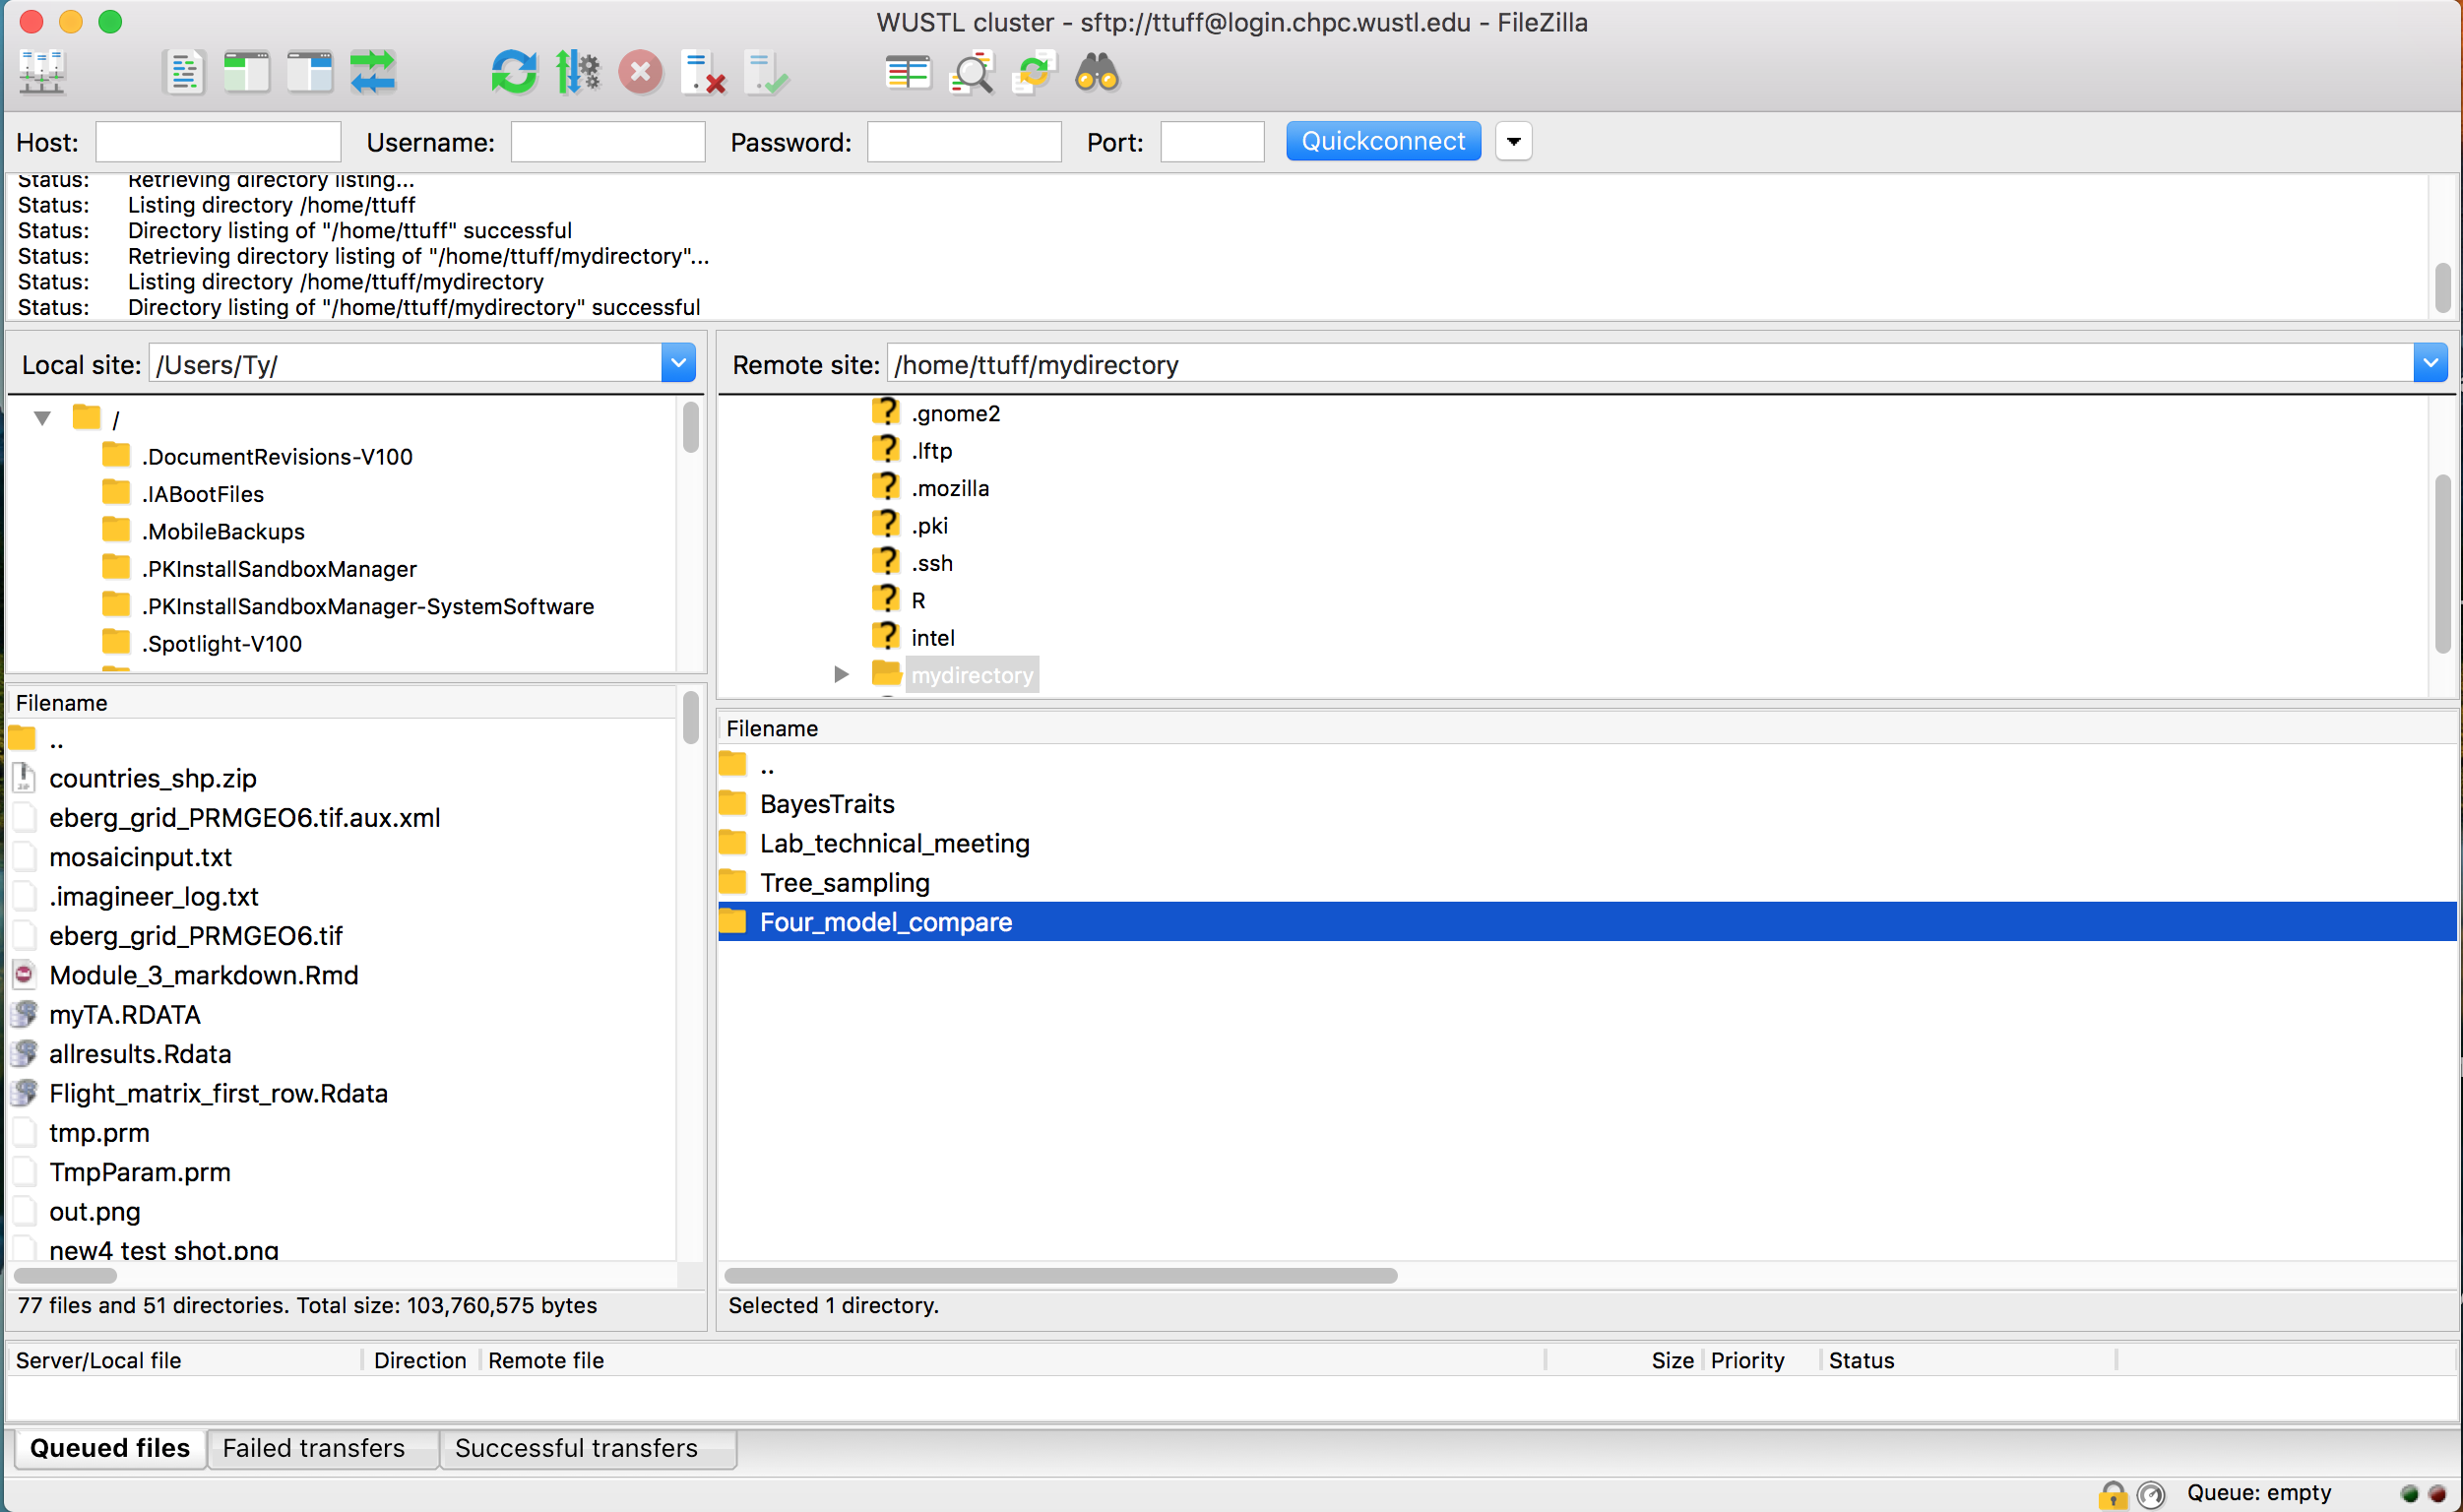 WUSTL cluster - sftp://ttuff@login.chpc.wustl.edu - FileZilla
Host: Username: Password: Port: Quickconnect
Status: Retrieving directory listing...
Status: Listing directory /home/ttuff
Status: Directory listing of "/home/ttuff" successful
Status: Retrieving directory listing of "/home/ttuff/mydirectory"...
Status: Listing directory /home/ttuff/mydirectory
Status: Directory listing of "/home/ttuff/mydirectory" successful
Local site: /Users/Ty/
/
.DocumentRevisions-V100
.IABootFiles
.MobileBackups
.PKInstallSandboxManager
.PKInstallSandboxManager-SystemSoftware
.Spotlight-V100
Filename
..
countries_shp.zip
eberg_grid_PRMGEO6.tif.aux.xml
mosaicinput.txt
.imagineer_log.txt
eberg_grid_PRMGEO6.tif
Module_3_markdown.Rmd
myTA.RDATA
allresults.Rdata
Flight_matrix_first_row.Rdata
tmp.prm
TmpParam.prm
out.png
new4 test shot.png
77 files and 51 directories. Total size: 103,760,575 bytes
Remote site: /home/ttuff/mydirectory
.gnome2
.lftp
.mozilla
.pki
.ssh
R
intel
mydirectory
Filename
..
BayesTraits
Lab_technical_meeting
Tree_sampling
Four_model_compare
Selected 1 directory.
Server/Local file Direction Remote file Size Priority Status
Queued files Failed transfers Successful transfers
Queue: empty